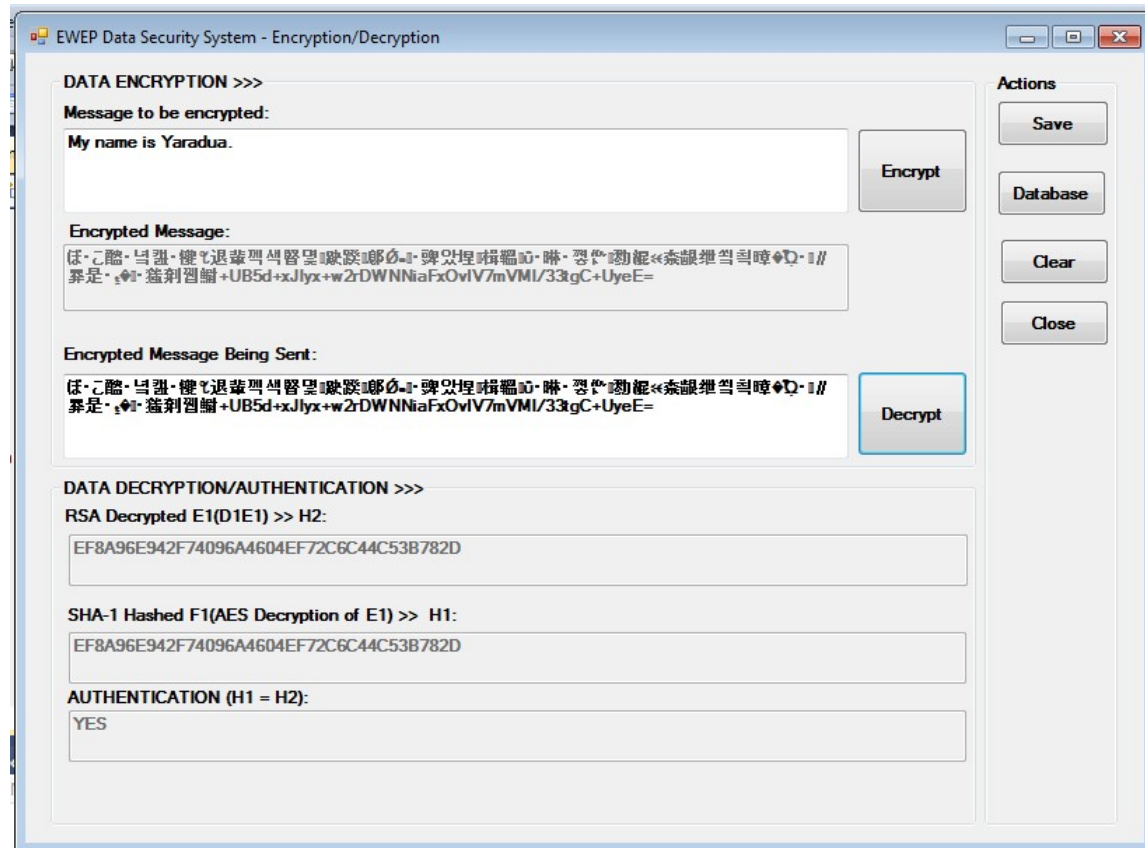 EWEP Data Security System - Encryption/Decryption
DATA ENCRYPTION >>>
Message to be encrypted:
My name is Yaradua.
Encrypt
Encrypted Message:
+UB5d+xJlyx+w2rDWNNiaFxOvlV7mVMl/33tgC+UyeE=
Encrypted Message Being Sent:
+UB5d+xJlyx+w2rDWNNiaFxOvlV7mVMl/33tgC+UyeE=
Decrypt
DATA DECRYPTION/AUTHENTICATION >>>
RSA Decrypted E1(D1E1) >> H2:
EF8A96E942F74096A4604EF72C6C44C53B782D
SHA-1 Hashed F1(AES Decryption of E1) >> H1:
EF8A96E942F74096A4604EF72C6C44C53B782D
AUTHENTICATION (H1 = H2):
YES
Actions
Save
Database
Clear
Close